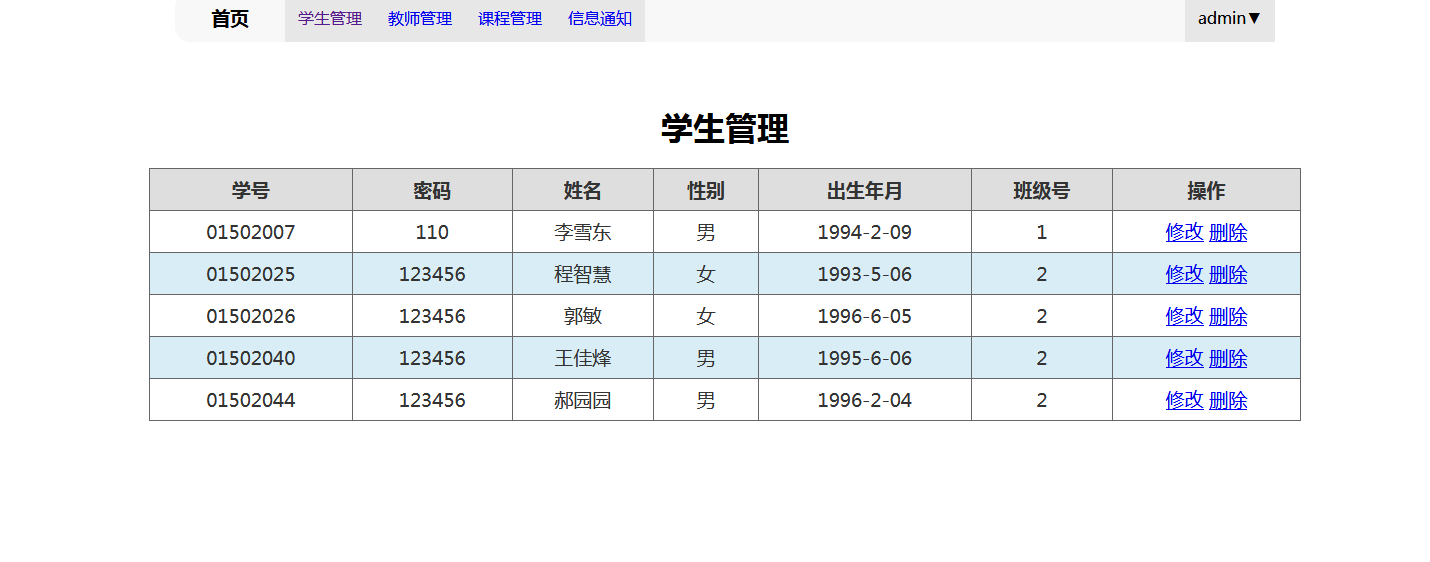 首页 学生管理 教师管理 课程管理 信息通知 admin▼
学生管理
学号 密码 姓名 性别 出生年月 班级号 操作
01502007 110 李雪东 男 1994-2-09 1 修改 删除
01502025 123456 程智慧 女 1993-5-06 2 修改 删除
01502026 123456 郭敏 女 1996-6-05 2 修改 删除
01502040 123456 王佳烽 男 1995-6-06 2 修改 删除
01502044 123456 郝园园 男 1996-2-04 2 修改 删除